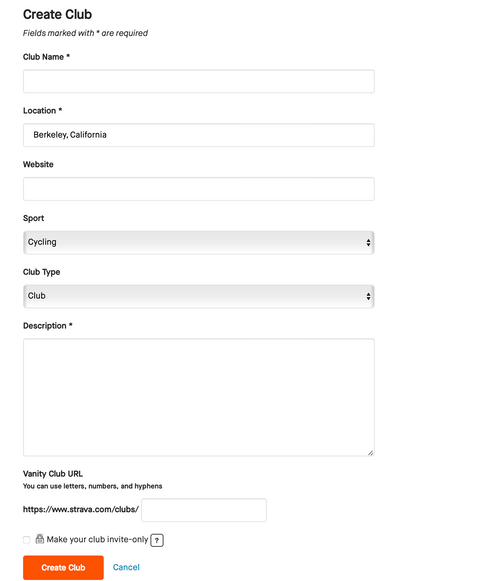 Create Club
Fields marked with * are required
Club Name *
Location *
Berkeley, California
Website
Sport
Cycling
Club Type
Club
Description *
Vanity Club URL
You can use letters, numbers, and hyphens
https://www.strava.com/clubs/
Make your club invite-only ?
Create Club Cancel